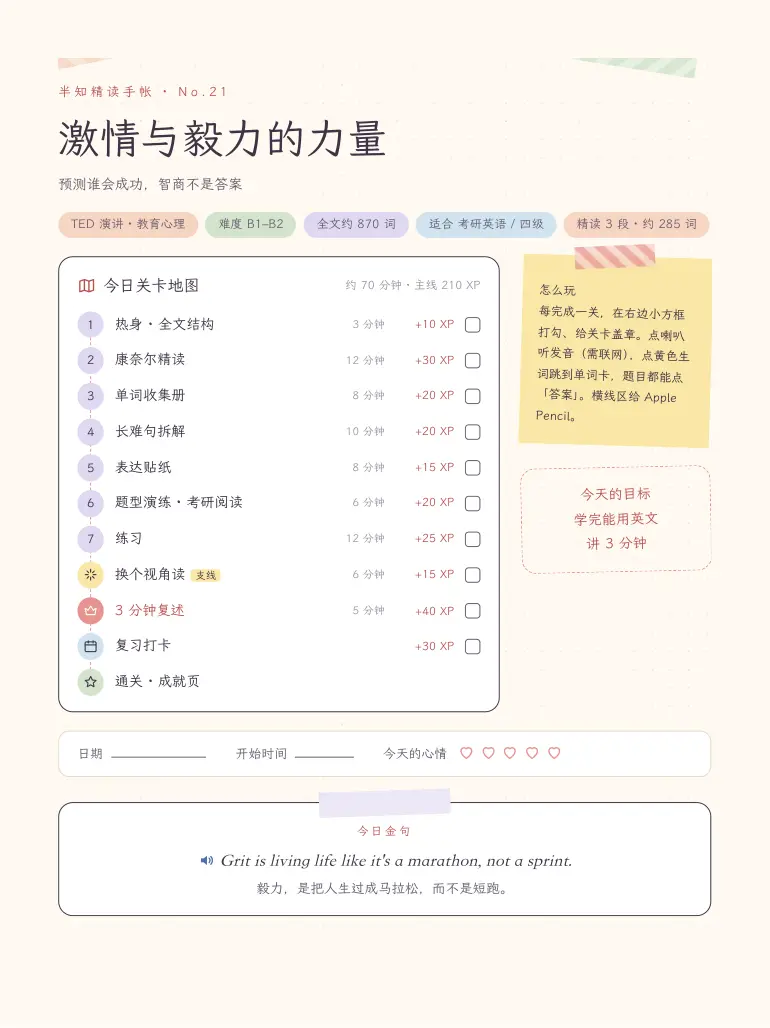 半知精读手帐 · No.21
激情与毅力的力量
预测谁会成功，智商不是答案
TED 演讲 · 教育心理
难度 B1–B2
全文约 870 词
适合 考研英语 / 四级
精读 3 段 · 约 285 词
今日关卡地图
约 70 分钟 · 主线 210 XP
1 热身 · 全文结构 3 分钟 +10 XP
2 康奈尔精读 12 分钟 +30 XP
3 单词收集册 8 分钟 +20 XP
4 长难句拆解 10 分钟 +20 XP
5 表达贴纸 8 分钟 +15 XP
6 题型演练 · 考研阅读 6 分钟 +20 XP
7 练习 12 分钟 +25 XP
换个视角读 支线 6 分钟 +15 XP
3 分钟复述 5 分钟 +40 XP
复习打卡 +30 XP
通关 · 成就页
怎么玩
每完成一关，在右边小方框
打勾、给关卡盖章。点喇叭
听发音（需联网），点黄色生
词跳到单词卡，题目都能点
「答案」。横线区给 Apple
Pencil。
今天的目标
学完能用英文
讲 3 分钟
日期 开始时间 今天的心情
今日金句
Grit is living life like it's a marathon, not a sprint.
毅力，是把人生过成马拉松，而不是短跑。